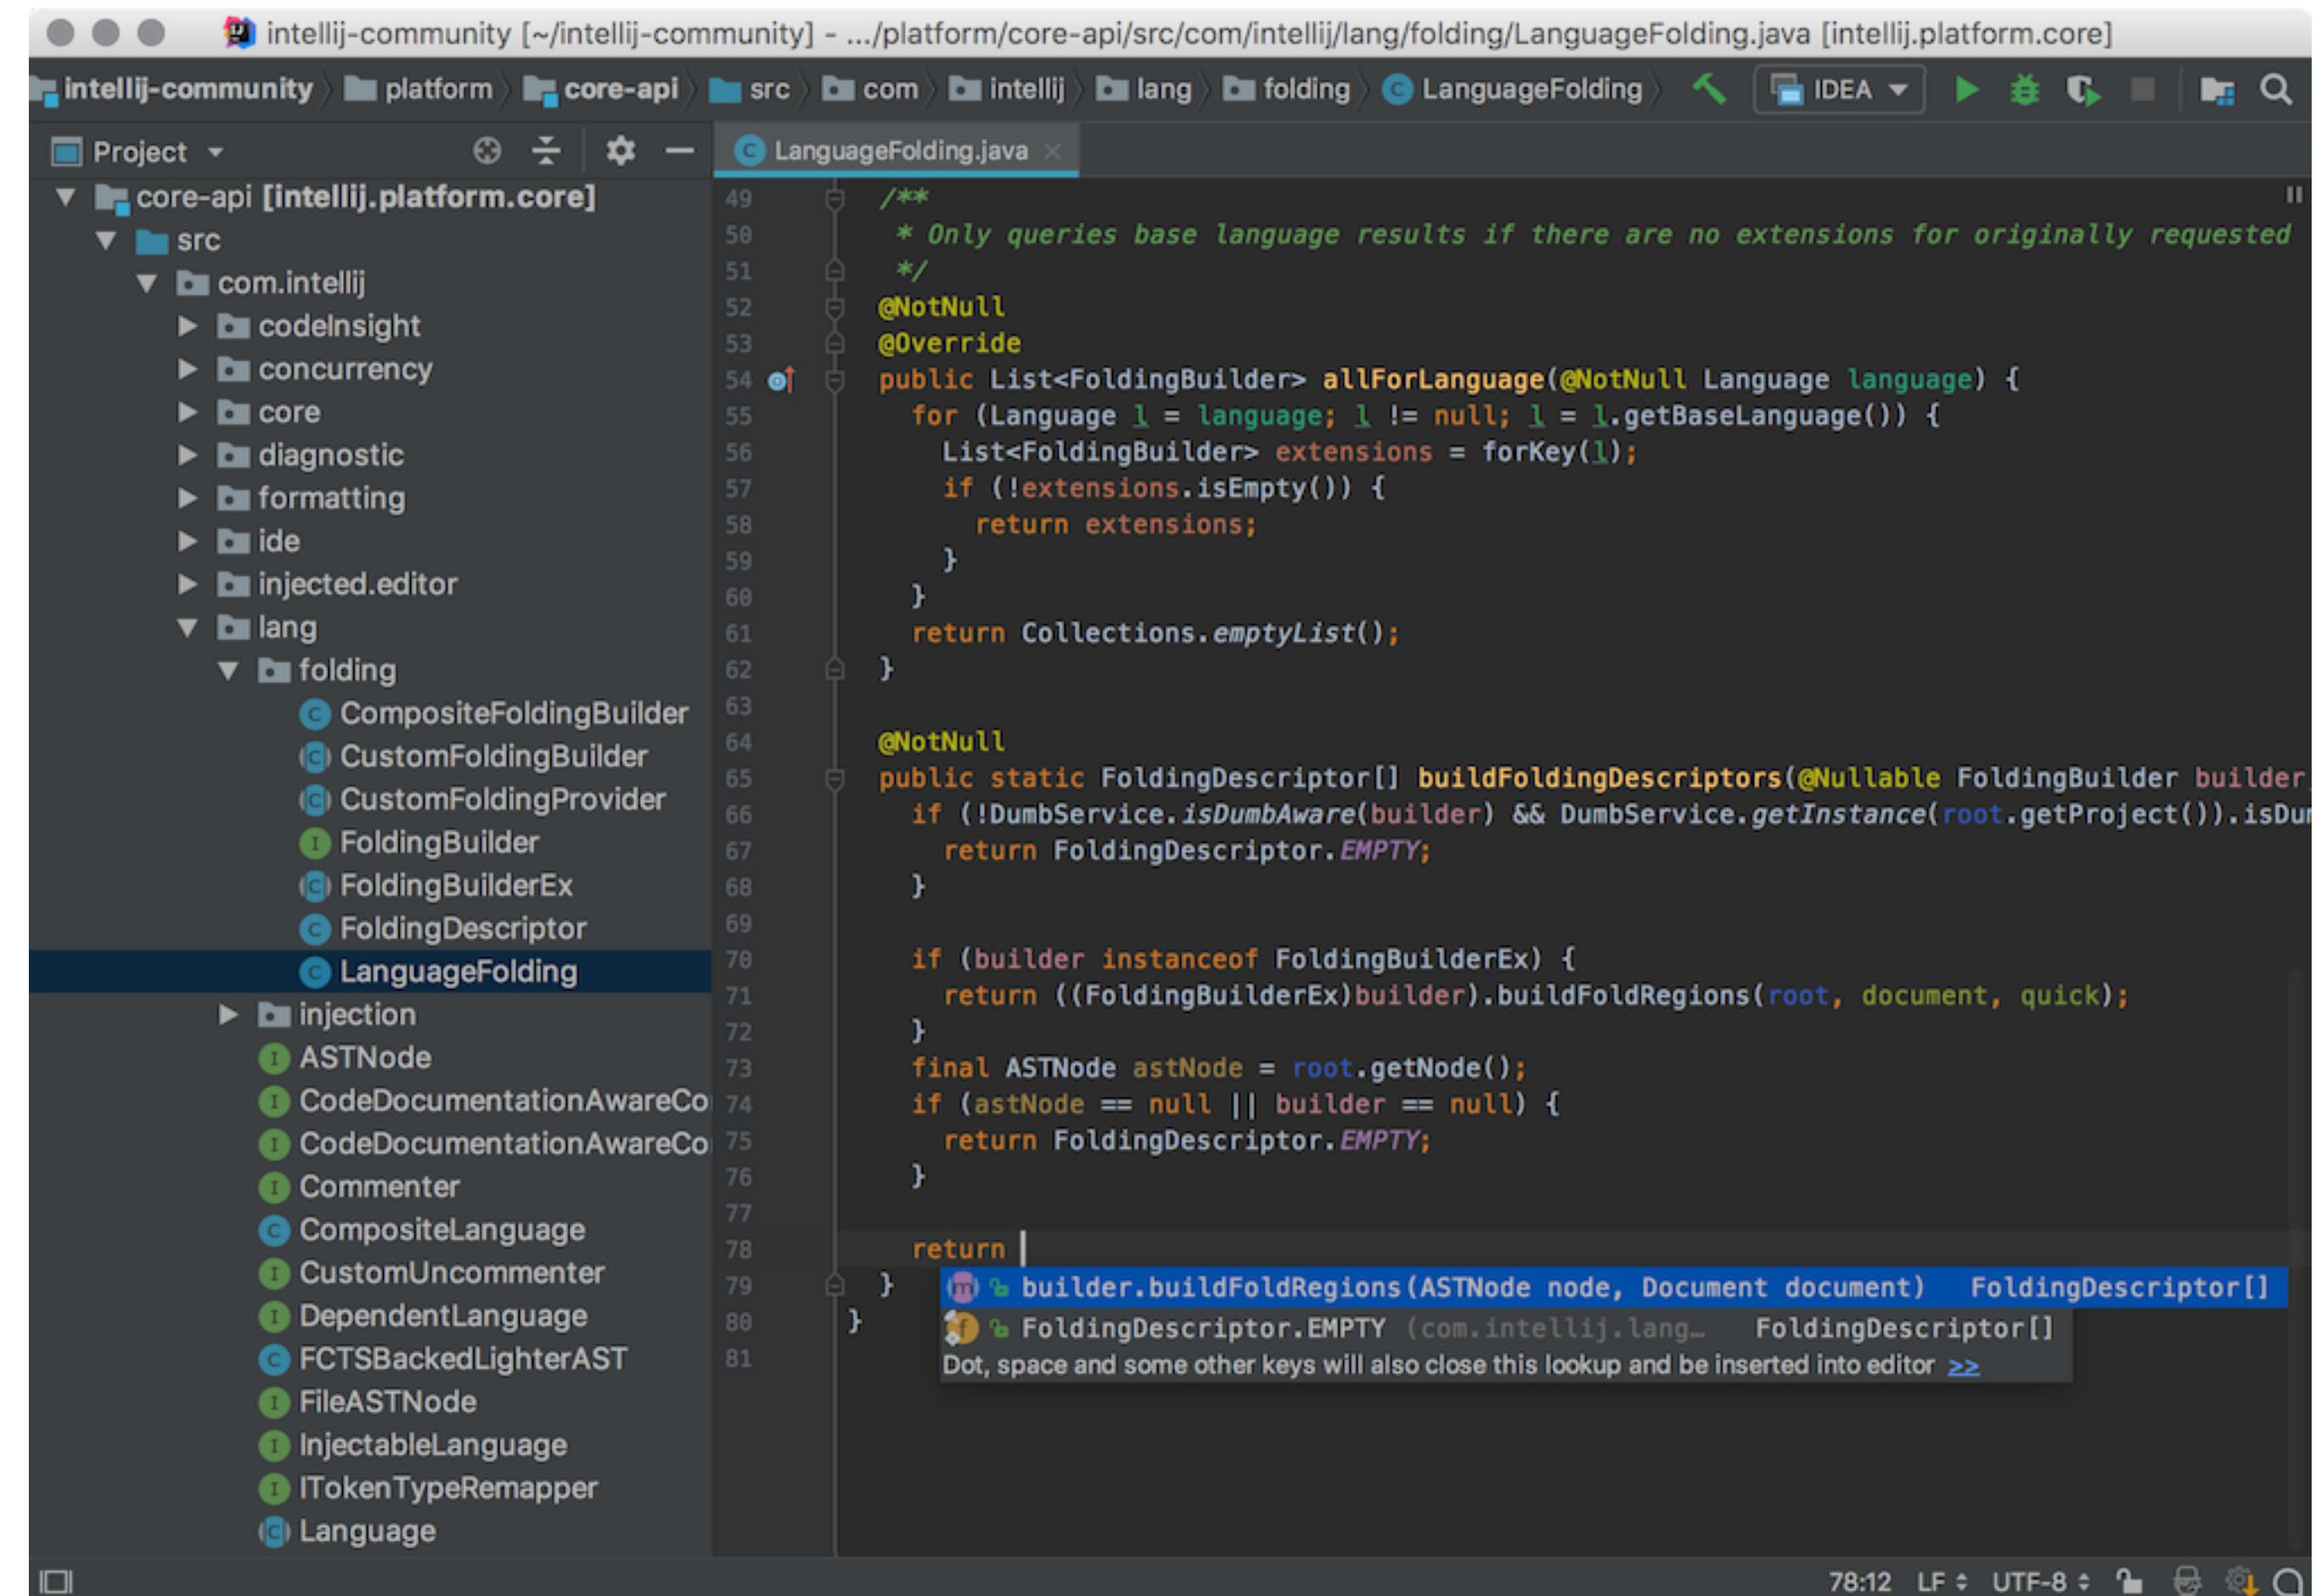 intellij-community [~/intellij-community] - .../platform/core-api/src/com/intellij/lang/folding/LanguageFolding.java [intellij.platform.core]
intellij-community platform core-api src com intellij lang folding LanguageFolding IDEA
Project
LanguageFolding.java
core-api [intellij.platform.core]
src
com.intellij
codeInsight
concurrency
core
diagnostic
formatting
ide
injected.editor
lang
folding
CompositeFoldingBuilder
CustomFoldingBuilder
CustomFoldingProvider
FoldingBuilder
FoldingBuilderEx
FoldingDescriptor
LanguageFolding
injection
ASTNode
CodeDocumentationAwareCo
CodeDocumentationAwareCo
Commenter
CompositeLanguage
CustomUncommenter
DependentLanguage
FCTSBackedLighterAST
FileASTNode
InjectableLanguage
ITokenTypeRemapper
Language
49 /**
50 * Only queries base language results if there are no extensions for originally requested
51 */
52 @NotNull
53 @Override
54 public List<FoldingBuilder> allForLanguage(@NotNull Language language) {
55 for (Language l = language; l != null; l = l.getBaseLanguage()) {
56 List<FoldingBuilder> extensions = forKey(l);
57 if (!extensions.isEmpty()) {
58 return extensions;
59 }
60 }
61 return Collections.emptyList();
62 }
63
64 @NotNull
65 public static FoldingDescriptor[] buildFoldingDescriptors(@Nullable FoldingBuilder builder,
66 if (!DumbService.isDumbAware(builder) && DumbService.getInstance(root.getProject()).isDum
67 return FoldingDescriptor.EMPTY;
68 }
69
70 if (builder instanceof FoldingBuilderEx) {
71 return ((FoldingBuilderEx)builder).buildFoldRegions(root, document, quick);
72 }
73 final ASTNode astNode = root.getNode();
74 if (astNode == null || builder == null) {
75 return FoldingDescriptor.EMPTY;
76 }
77
78 return
79 }
80 }
81
builder.buildFoldRegions(ASTNode node, Document document) FoldingDescriptor[]
FoldingDescriptor.EMPTY (com.intellij.lang… FoldingDescriptor[]
Dot, space and some other keys will also close this lookup and be inserted into editor >>
78:12 LF UTF-8